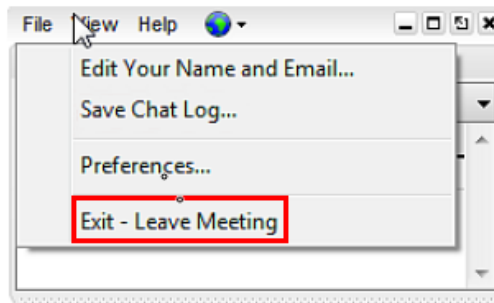 File View Help
Edit Your Name and Email...
Save Chat Log...
Preferences...
Exit - Leave Meeting